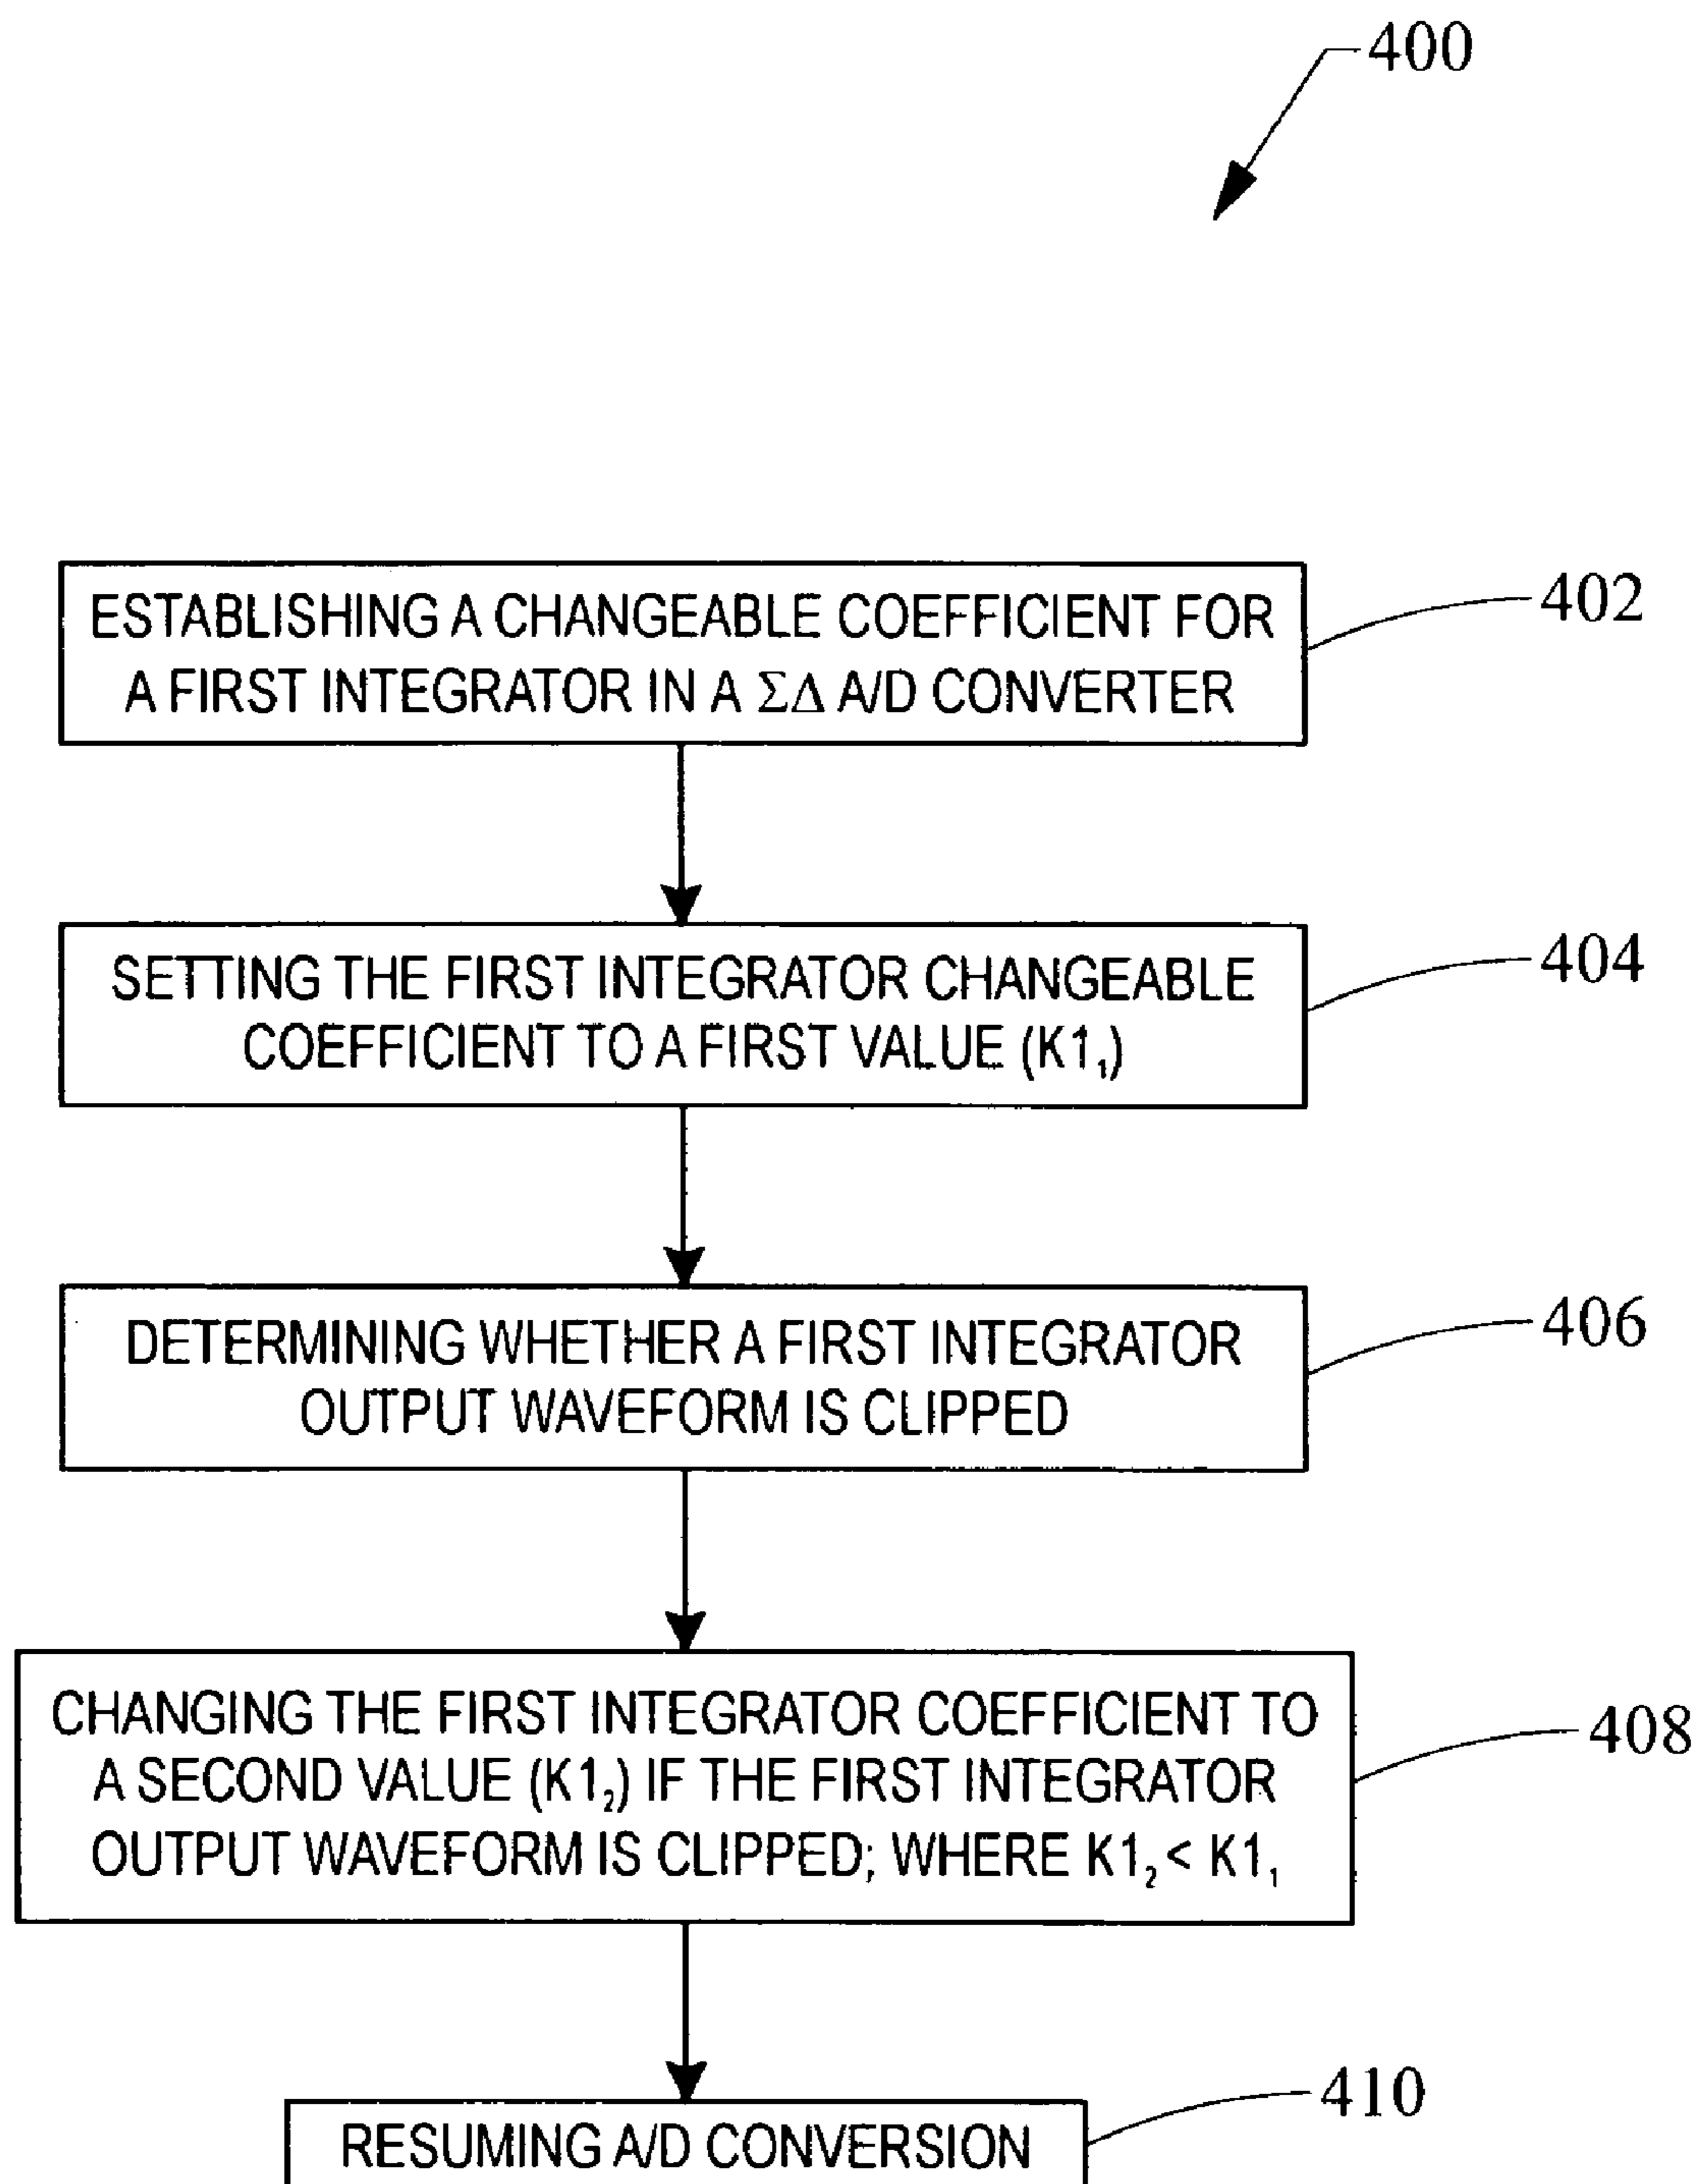 400
ESTABLISHING A CHANGEABLE COEFFICIENT FOR
A FIRST INTEGRATOR IN A ΣΔ A/D CONVERTER
402
SETTING THE FIRST INTEGRATOR CHANGEABLE
COEFFICIENT TO A FIRST VALUE (K1₁)
404
DETERMINING WHETHER A FIRST INTEGRATOR
OUTPUT WAVEFORM IS CLIPPED
406
CHANGING THE FIRST INTEGRATOR COEFFICIENT TO
A SECOND VALUE (K1₂) IF THE FIRST INTEGRATOR
OUTPUT WAVEFORM IS CLIPPED; WHERE K1₂ < K1₁
408
RESUMING A/D CONVERSION
410